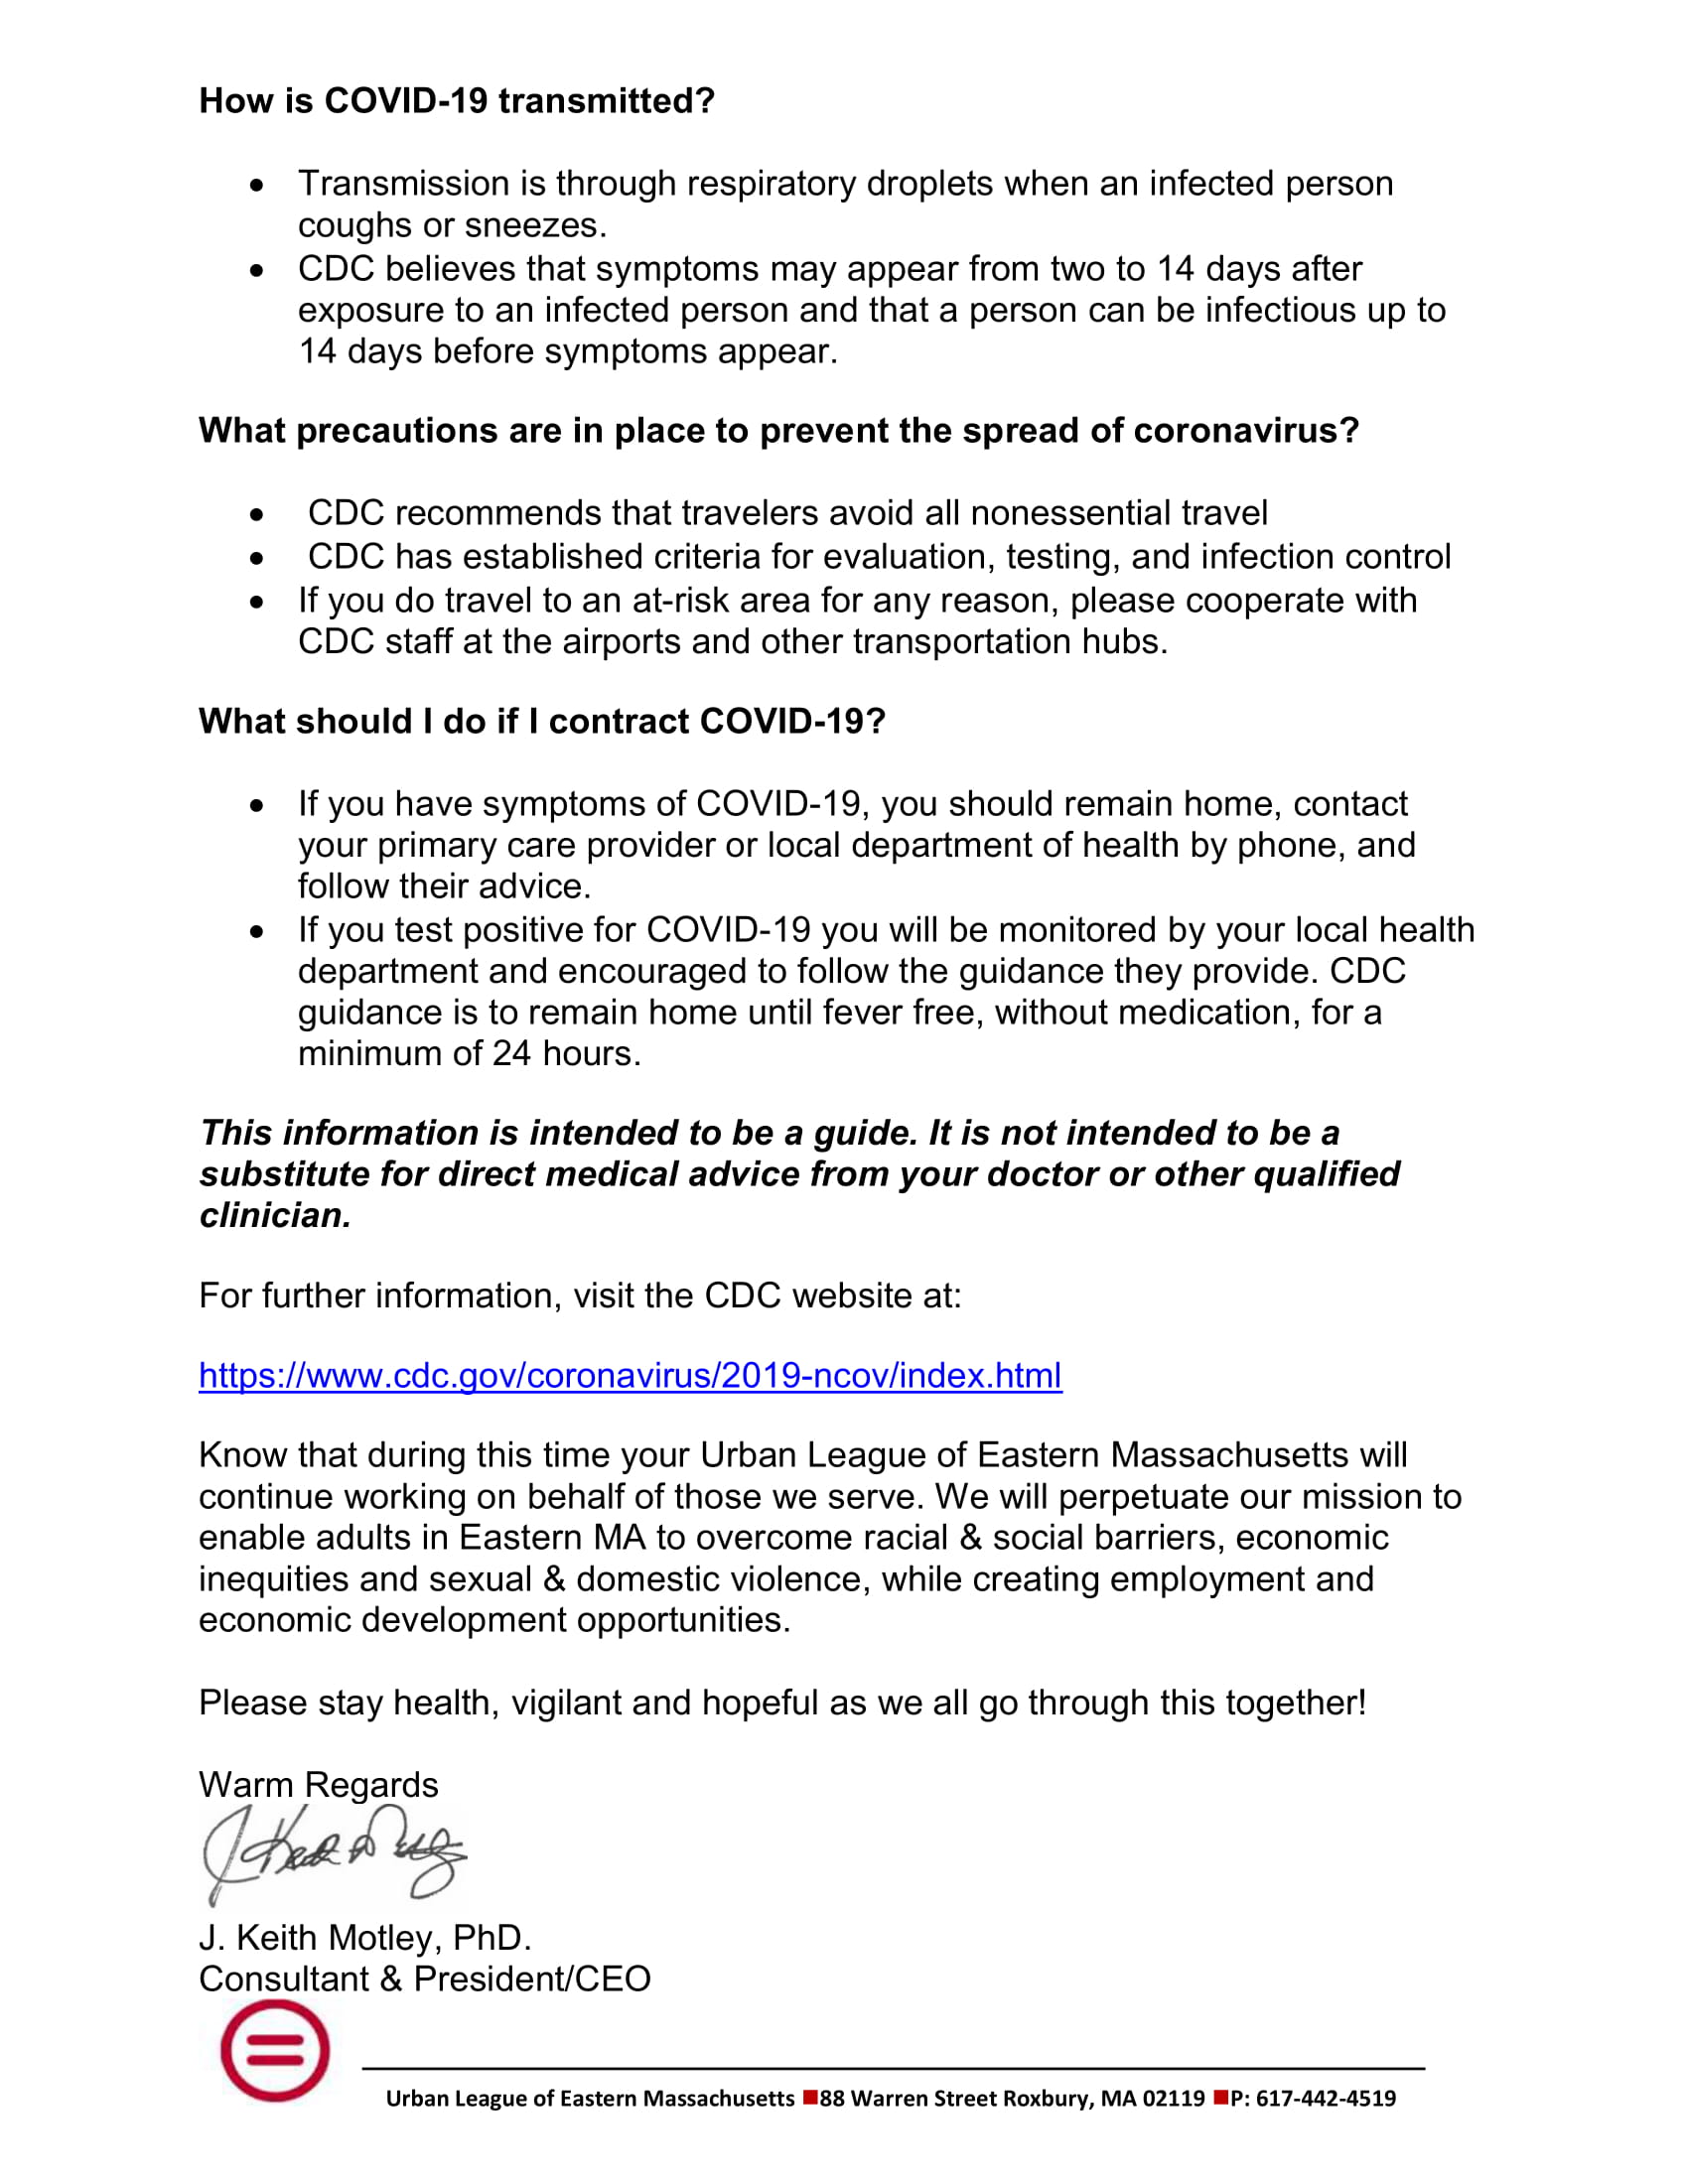 How is COVID-19 transmitted?
• Transmission is through respiratory droplets when an infected person
coughs or sneezes.
• CDC believes that symptoms may appear from two to 14 days after
exposure to an infected person and that a person can be infectious up to
14 days before symptoms appear.
What precautions are in place to prevent the spread of coronavirus?
• CDC recommends that travelers avoid all nonessential travel
• CDC has established criteria for evaluation, testing, and infection control
• If you do travel to an at-risk area for any reason, please cooperate with
CDC staff at the airports and other transportation hubs.
What should I do if I contract COVID-19?
• If you have symptoms of COVID-19, you should remain home, contact
your primary care provider or local department of health by phone, and
follow their advice.
• If you test positive for COVID-19 you will be monitored by your local health
department and encouraged to follow the guidance they provide. CDC
guidance is to remain home until fever free, without medication, for a
minimum of 24 hours.
This information is intended to be a guide. It is not intended to be a
substitute for direct medical advice from your doctor or other qualified
clinician.
For further information, visit the CDC website at:
https://www.cdc.gov/coronavirus/2019-ncov/index.html
Know that during this time your Urban League of Eastern Massachusetts will
continue working on behalf of those we serve. We will perpetuate our mission to
enable adults in Eastern MA to overcome racial & social barriers, economic
inequities and sexual & domestic violence, while creating employment and
economic development opportunities.
Please stay health, vigilant and hopeful as we all go through this together!
Warm Regards
J. Keith Motley, PhD.
Consultant & President/CEO
Urban League of Eastern Massachusetts ■88 Warren Street Roxbury, MA 02119 ■P: 617-442-4519